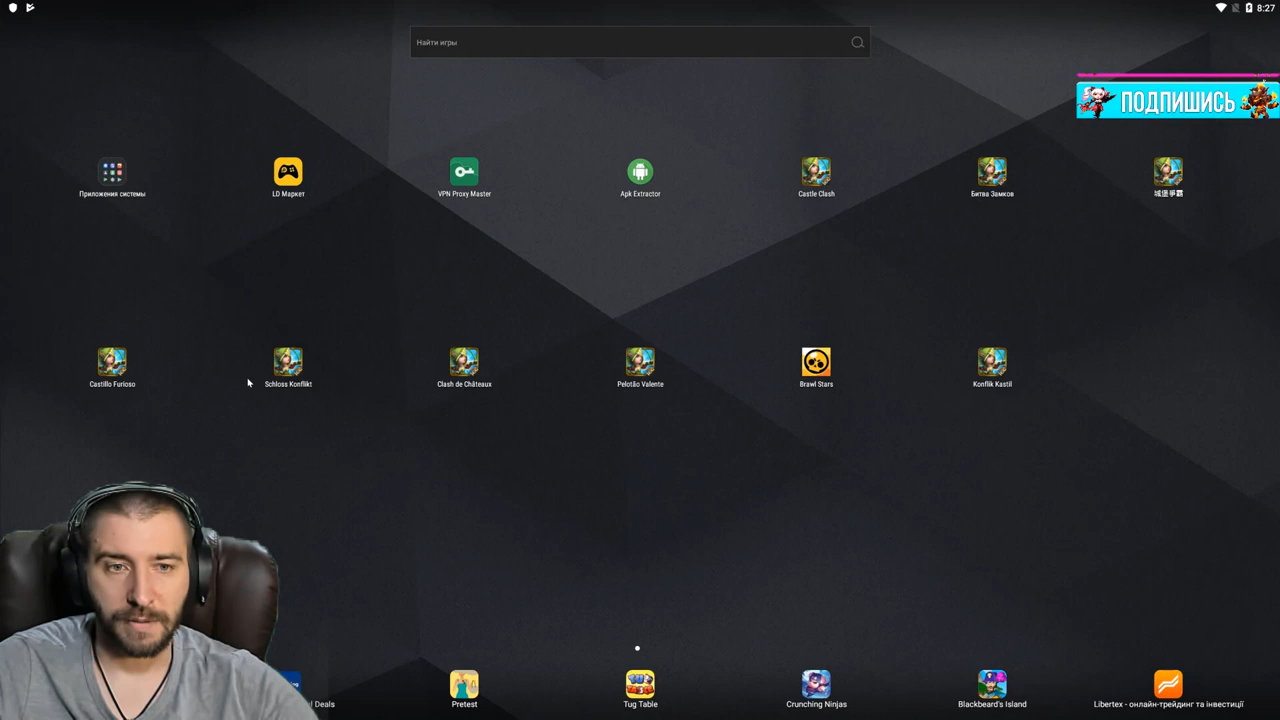 8:27
Найти игры
ПОДПИШИСЬ
Приложения системы
LD Маркет
VPN Proxy Master
Apk Extractor
Castle Clash
Битва Замков
城堡爭霸
Castillo Furioso
Schloss Konflikt
Clash de Châteaux
Pelotão Valente
Brawl Stars
Konflik Kastil
l Deals
Pretest
Tug Table
Crunching Ninjas
Blackbeard's Island
Libertex - онлайн-трейдинг та інвестиції